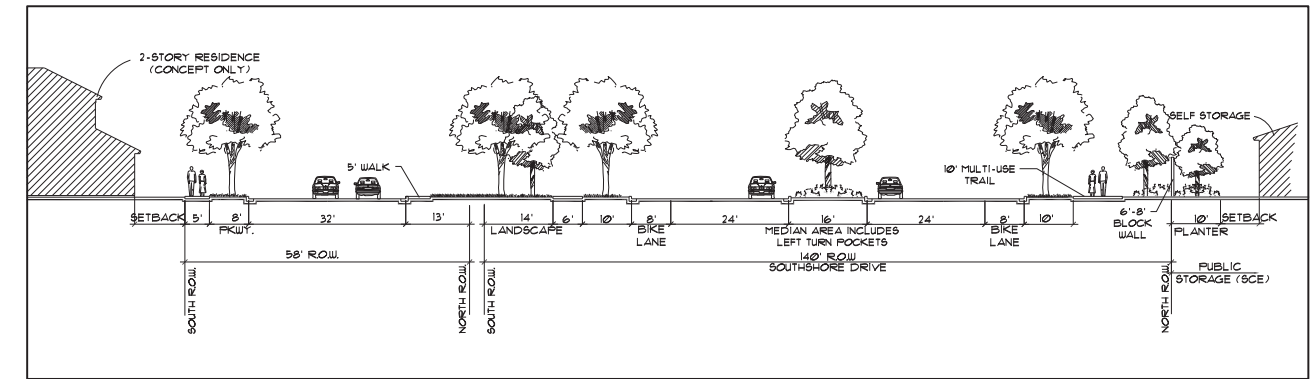 2-STORY RESIDENCE
(CONCEPT ONLY)
SELF STORAGE
5' WALK
10' MULTI-USE
TRAIL
SETBACK
5'
8'
PKWY.
32'
13'
14'
LANDSCAPE
6'
10'
8'
BIKE
LANE
24'
16'
MEDIAN AREA INCLUDES
LEFT TURN POCKETS
24'
8'
BIKE
LANE
10'
6'-8'
BLOCK
WALL
10'
PLANTER
SETBACK
58' R.O.W.
140' R.O.W
SOUTHSHORE DRIVE
PUBLIC
STORAGE (SCE)
SOUTH R.O.W.
NORTH R.O.W.
SOUTH R.O.W.
NORTH R.O.W.